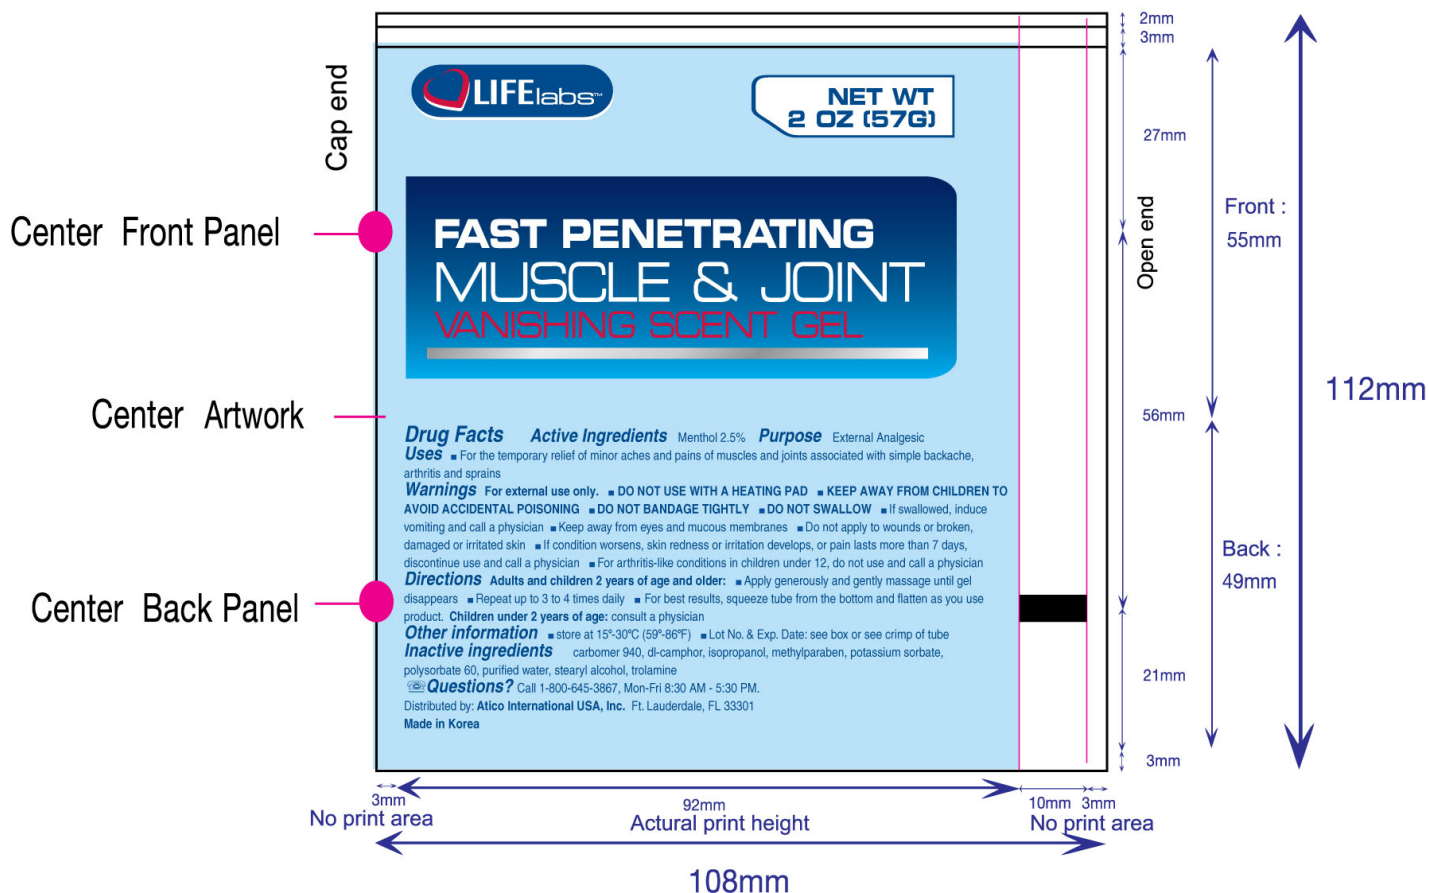 2mm
3mm
Cap end
LIFElabs™
NET WT
2 OZ (57G)
27mm
Center Front Panel
FAST PENETRATING
MUSCLE & JOINT
VANISHING SCENT GEL
Open end
Front :
55mm
112mm
Center Artwork
56mm
Drug Facts Active Ingredients Menthol 2.5% Purpose External Analgesic
Uses ■ For the temporary relief of minor aches and pains of muscles and joints associated with simple backache,
arthritis and sprains
Warnings For external use only. ■ DO NOT USE WITH A HEATING PAD ■ KEEP AWAY FROM CHILDREN TO
AVOID ACCIDENTAL POISONING ■ DO NOT BANDAGE TIGHTLY ■ DO NOT SWALLOW ■ If swallowed, induce
vomiting and call a physician ■ Keep away from eyes and mucous membranes ■ Do not apply to wounds or broken,
damaged or irritated skin ■ If condition worsens, skin redness or irritation develops, or pain lasts more than 7 days,
discontinue use and call a physician ■ For arthritis-like conditions in children under 12, do not use and call a physician
Directions Adults and children 2 years of age and older: ■ Apply generously and gently massage until gel
disappears ■ Repeat up to 3 to 4 times daily ■ For best results, squeeze tube from the bottom and flatten as you use
product. Children under 2 years of age: consult a physician
Other information ■ store at 15°-30°C (59°-86°F) ■ Lot No. & Exp. Date: see box or see crimp of tube
Inactive ingredients carbomer 940, dl-camphor, isopropanol, methylparaben, potassium sorbate,
polysorbate 60, purified water, stearyl alcohol, trolamine
☏Questions? Call 1-800-645-3867, Mon-Fri 8:30 AM - 5:30 PM.
Distributed by: Atico International USA, Inc. Ft. Lauderdale, FL 33301
Made in Korea
Back :
49mm
Center Back Panel
21mm
3mm
3mm
No print area
92mm
Actural print height
10mm 3mm
No print area
108mm